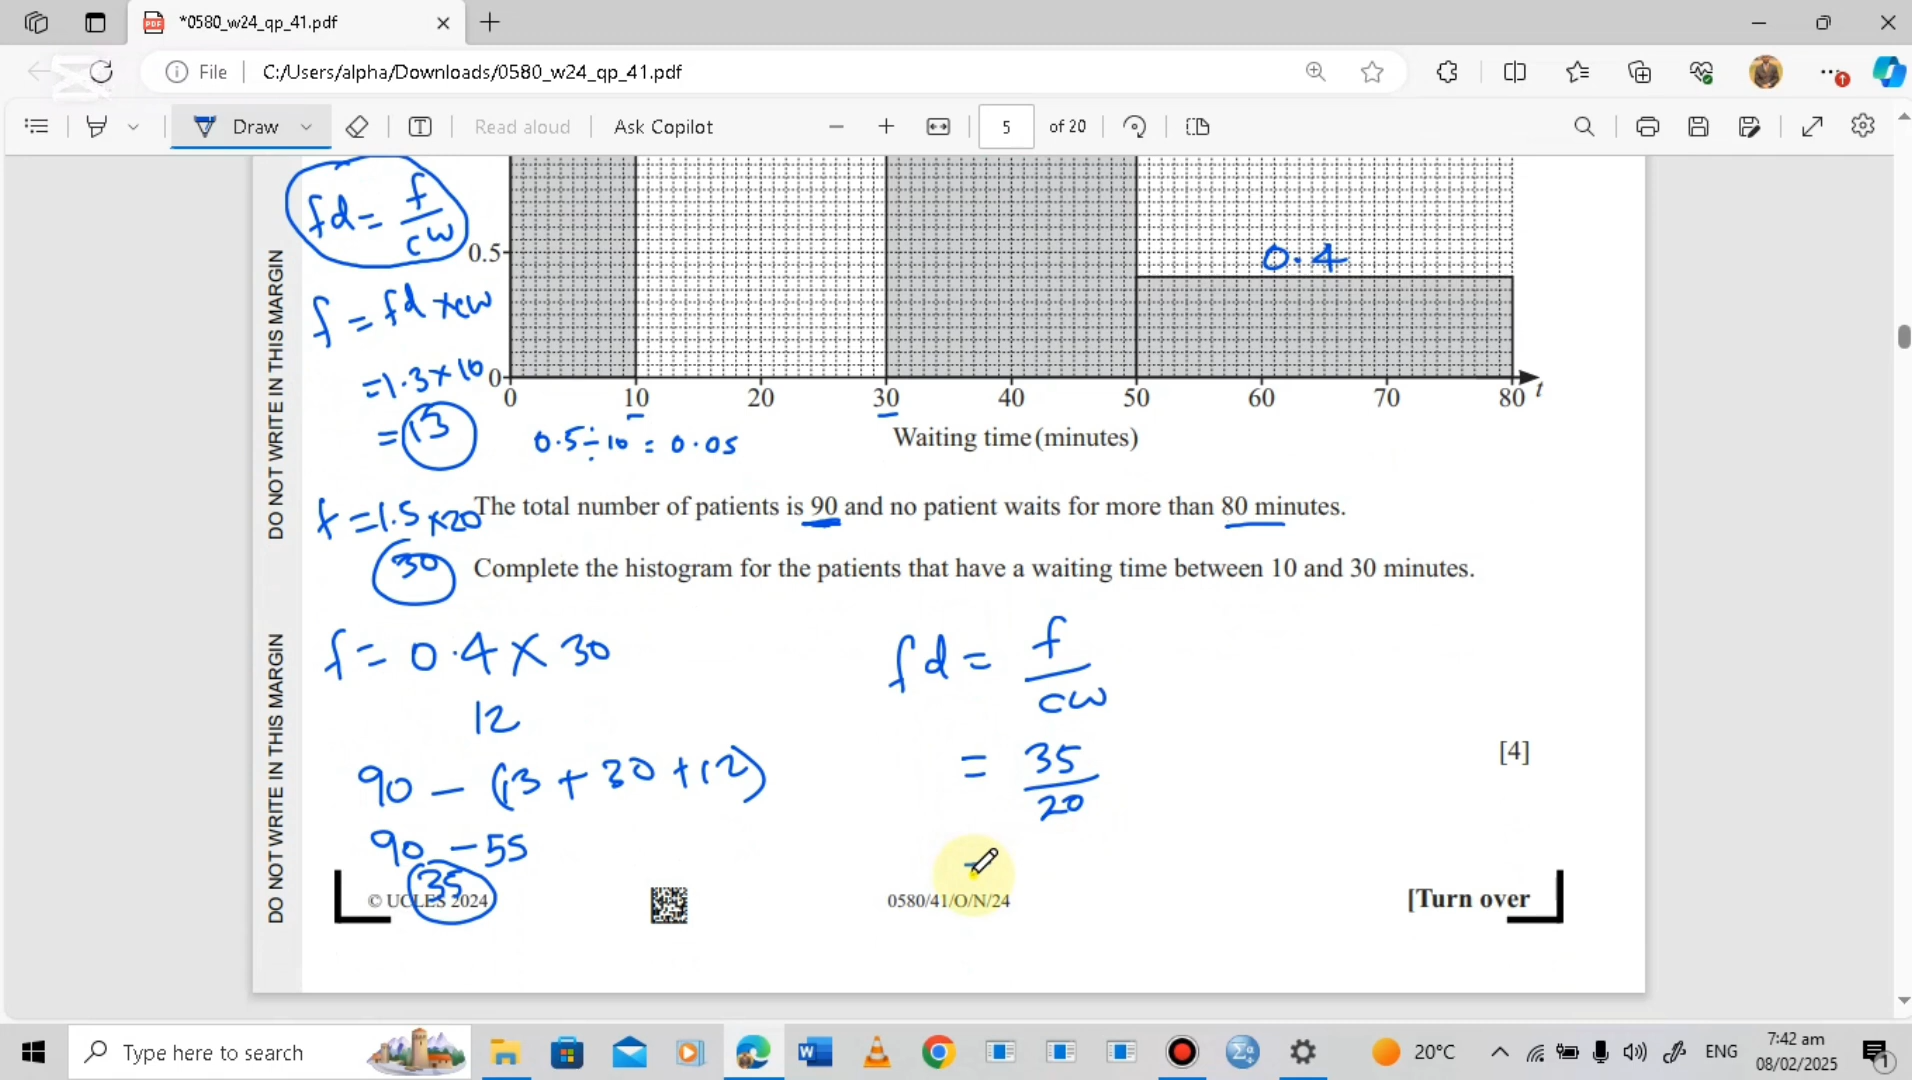 *0580_w24_qp_41.pdf
File C:/Users/alpha/Downloads/0580_w24_qp_41.pdf
Draw Read aloud Ask Copilot 5 of 20
DO NOT WRITE IN THIS MARGIN
DO NOT WRITE IN THIS MARGIN
fd = f/cw
0.5
0.4
f = fd × cw
= 1.3 × 10
0
= 13
0 10 20 30 40 50 60 70 80 t
0.5 ÷ 10 = 0.05
Waiting time (minutes)
f = 1.5 × 20
30
The total number of patients is 90 and no patient waits for more than 80 minutes.
Complete the histogram for the patients that have a waiting time between 10 and 30 minutes.
f = 0.4 × 30
12
90 – (13 + 30 + 12)
90 – 55
35
fd = f/cw
= 35/20
[4]
© UCLES 2024
0580/41/O/N/24
[Turn over
Type here to search
20°C
ENG
7:42 am
08/02/2025
1